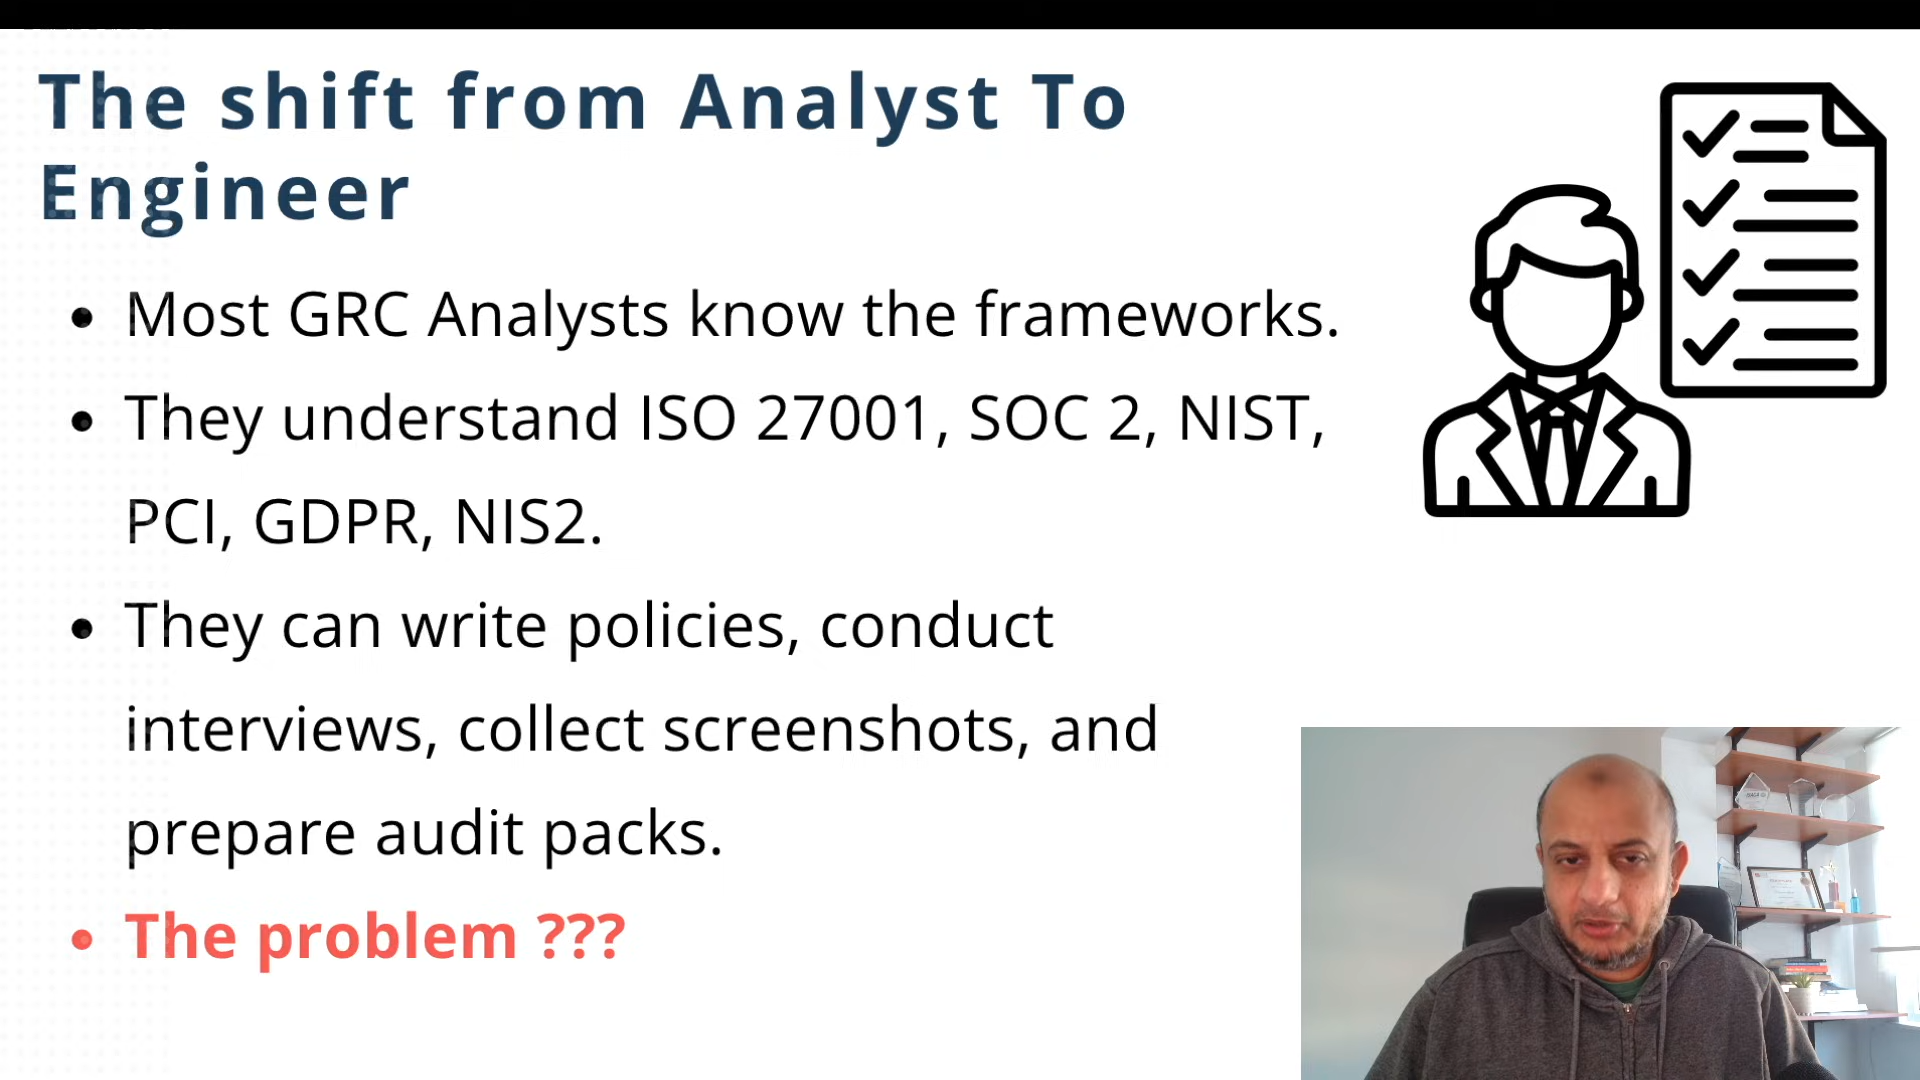 The shift from Analyst To
Engineer
• Most GRC Analysts know the frameworks.
• They understand ISO 27001, SOC 2, NIST,
PCI, GDPR, NIS2.
• They can write policies, conduct
interviews, collect screenshots, and
prepare audit packs.
• The problem ???